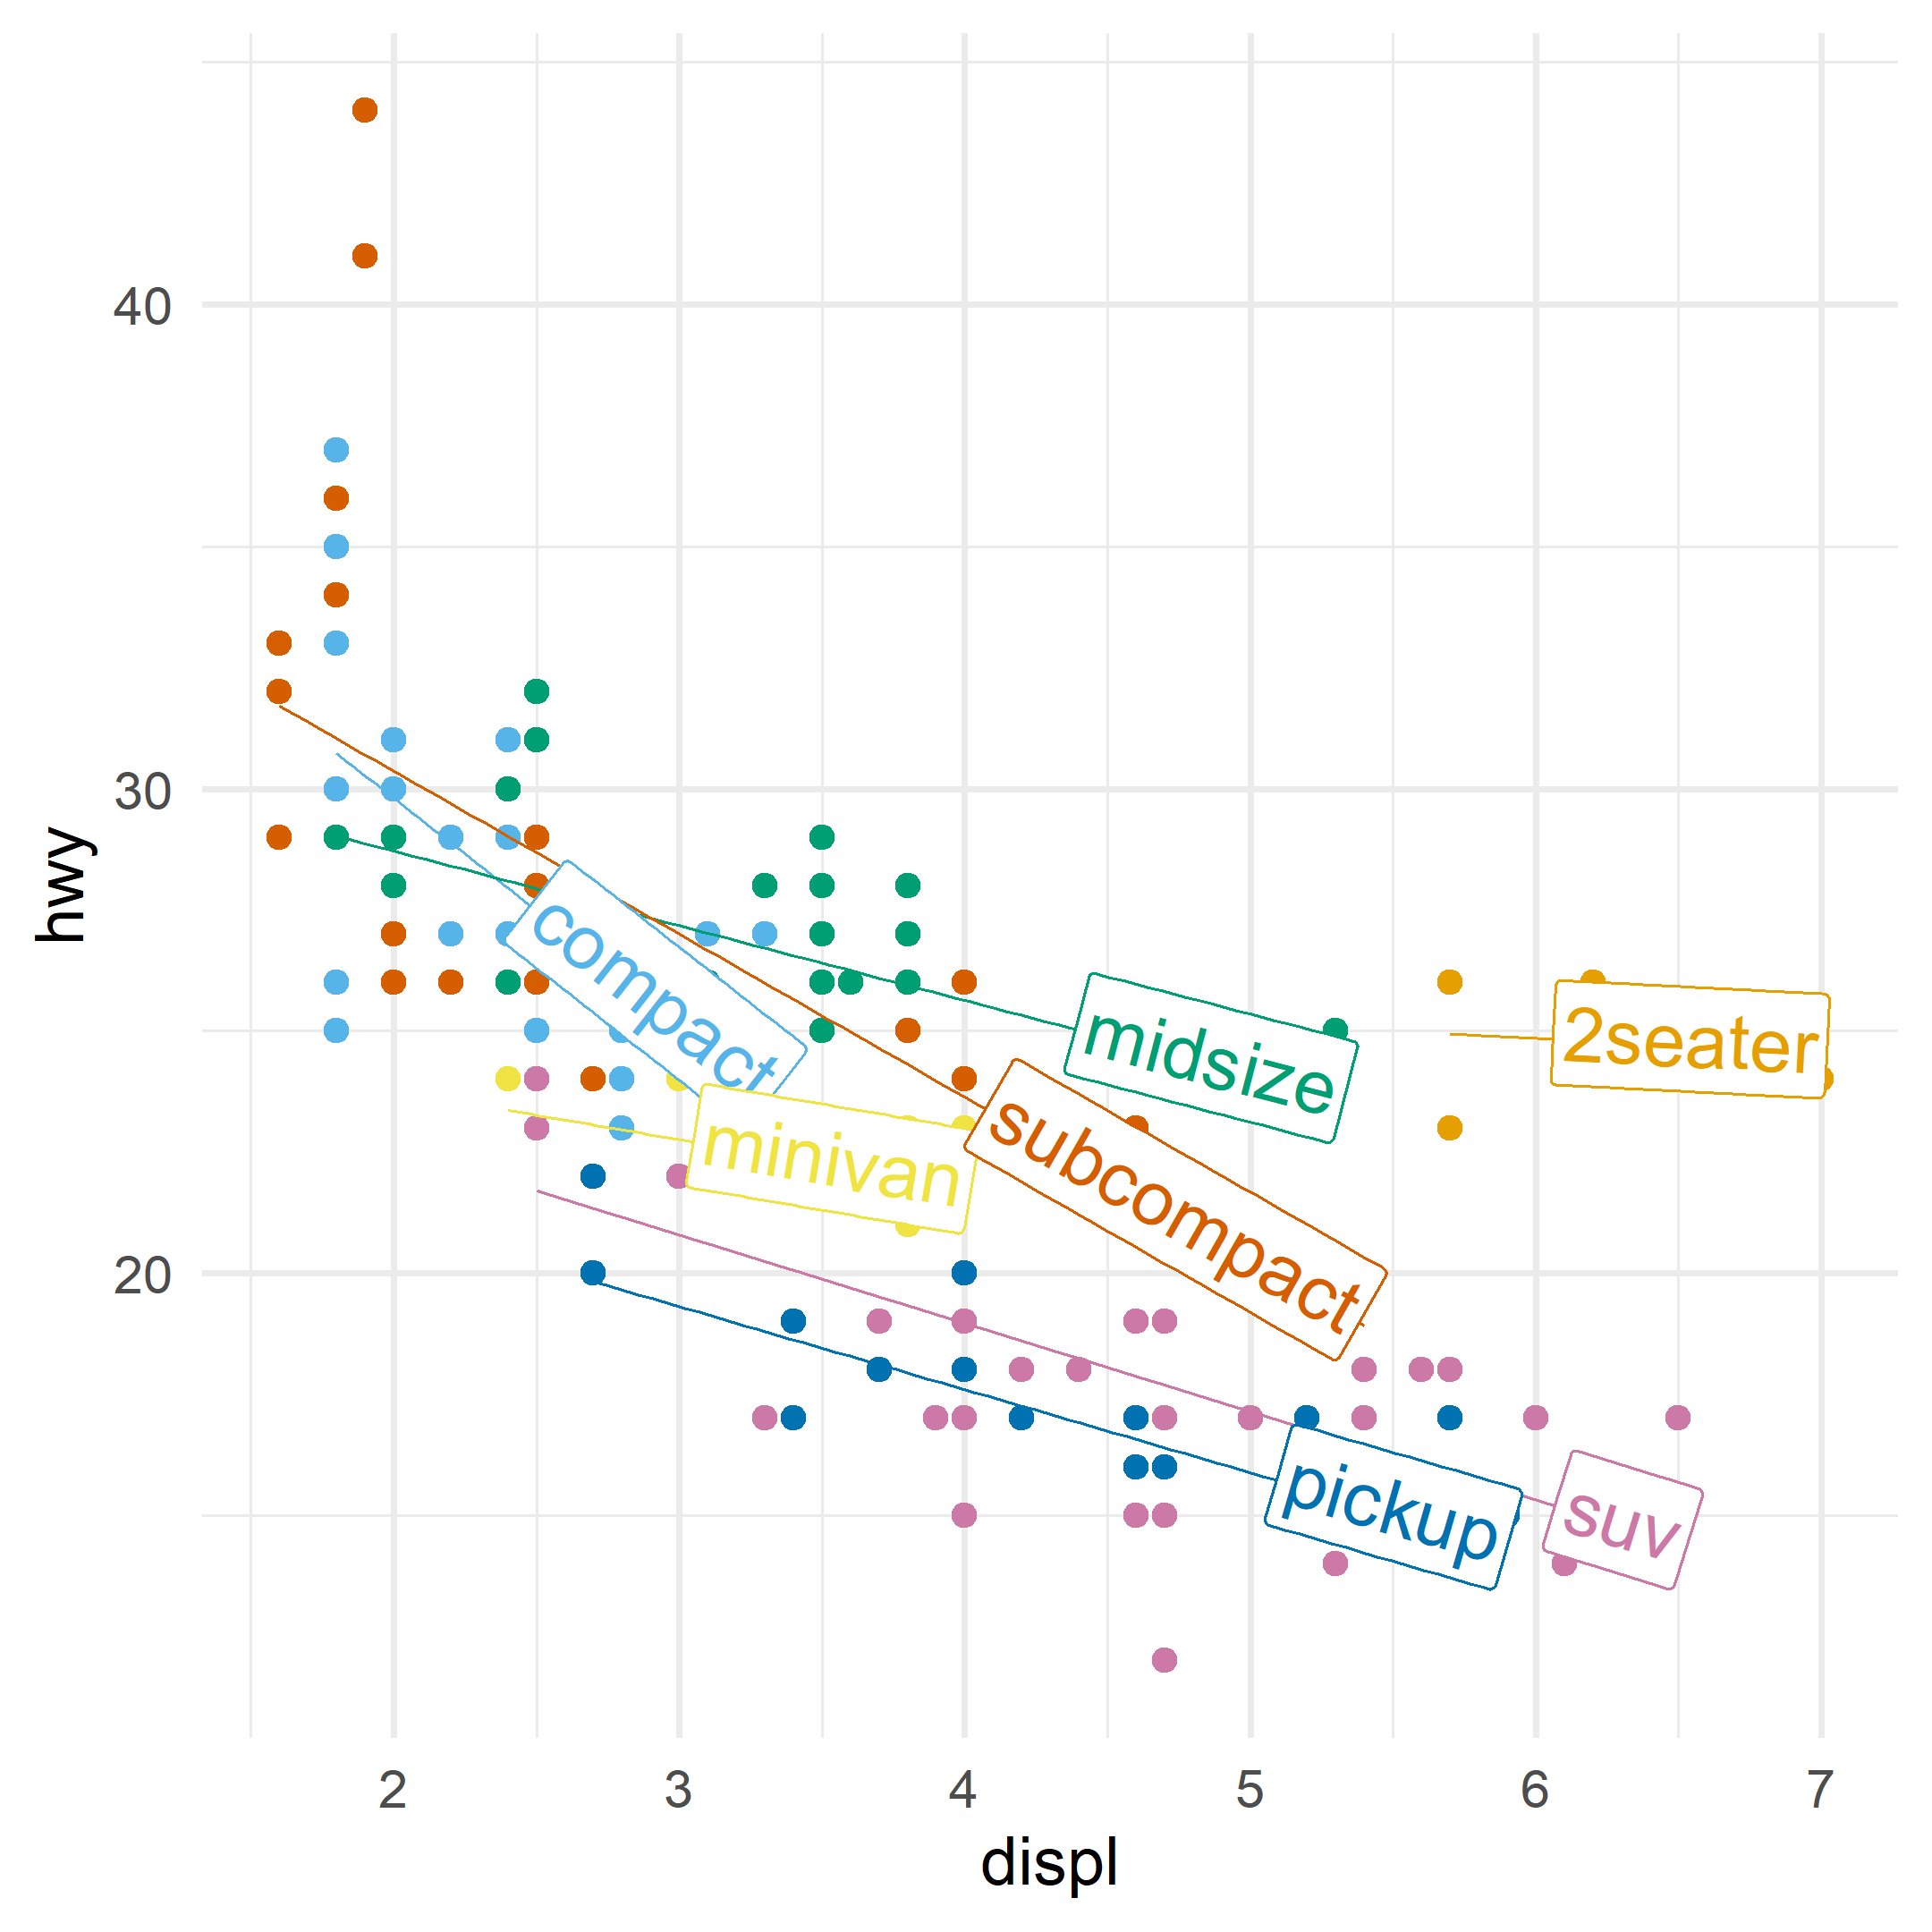 40
30
20
hwy
compact
midsize
2seater
minivan
subcompact
pickup
suv
2 3 4 5 6 7
displ